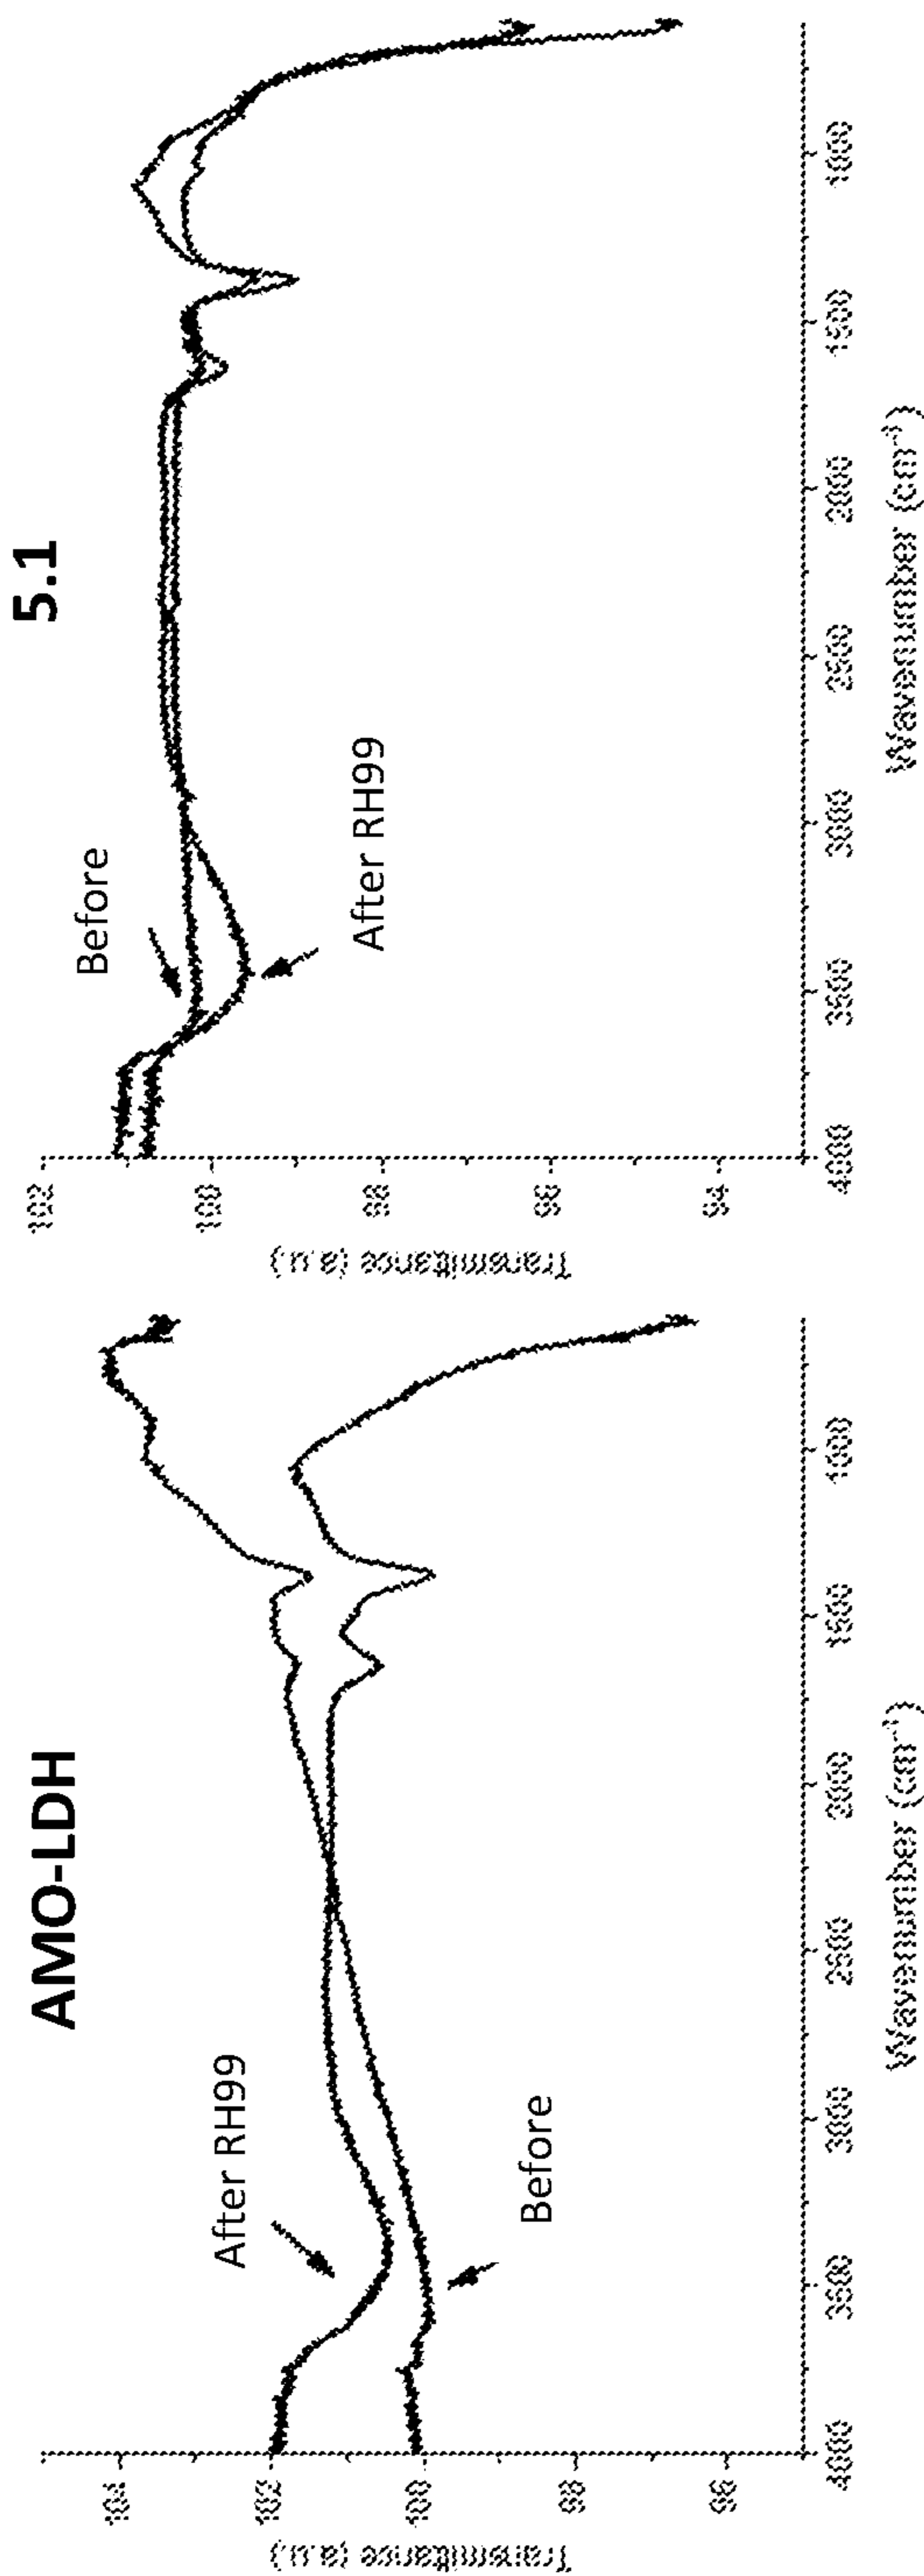 AMO-LDH
Transmittance (a.u.)
104
102
100
98
96
After RH99
Before
4000 3500 3000 2500 2000 1500 1000
Wavenumber (cm⁻¹)
5.1
Transmittance (a.u.)
102
100
98
96
94
Before
After RH99
4000 3500 3000 2500 2000 1500 1000
Wavenumber (cm⁻¹)